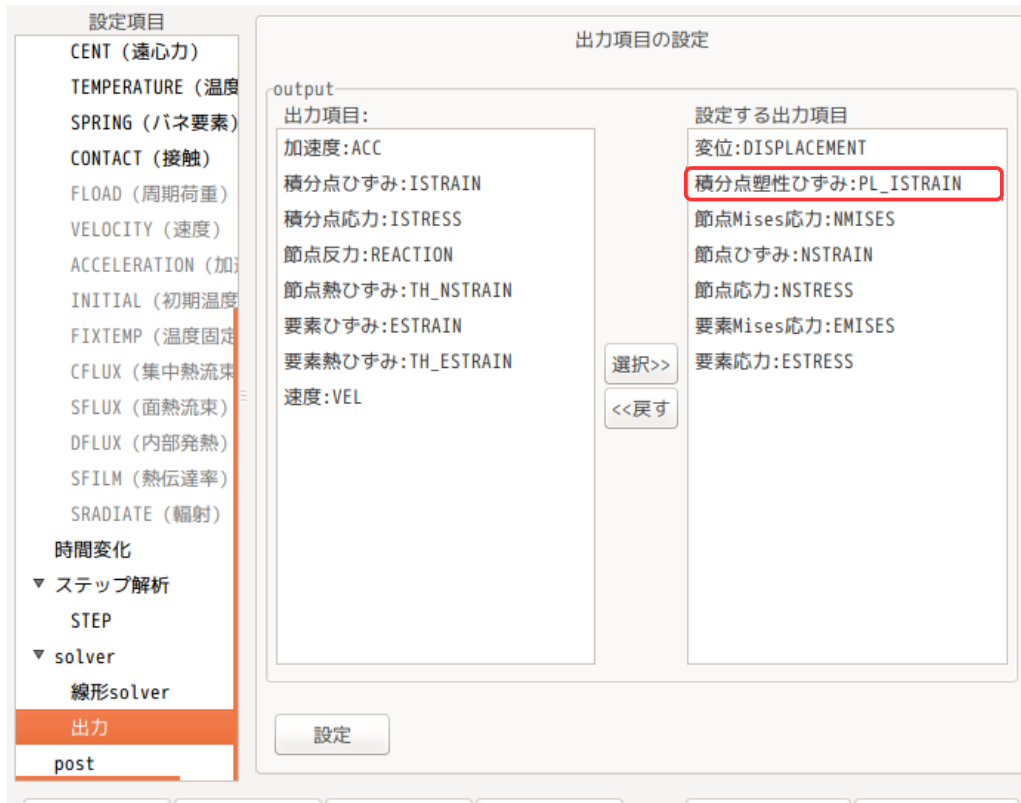 設定項目
CENT (遠心力)
TEMPERATURE (温度
SPRING (バネ要素)
CONTACT (接触)
FLOAD (周期荷重)
VELOCITY (速度)
ACCELERATION (加
INITIAL (初期温度
FIXTEMP (温度固定
CFLUX (集中熱流束
SFLUX (面熱流束)
DFLUX (内部発熱)
SFILM (熱伝達率)
SRADIATE (輻射)
時間変化
▼ ステップ解析
STEP
▼ solver
線形solver
出力
post
出力項目の設定
output
出力項目:
加速度:ACC
積分点ひずみ:ISTRAIN
積分点応力:ISTRESS
節点反力:REACTION
節点熱ひずみ:TH_NSTRAIN
要素ひずみ:ESTRAIN
要素熱ひずみ:TH_ESTRAIN
速度:VEL
選択>>
<<戻す
設定する出力項目
変位:DISPLACEMENT
積分点塑性ひずみ:PL_ISTRAIN
節点Mises応力:NMISES
節点ひずみ:NSTRAIN
節点応力:NSTRESS
要素Mises応力:EMISES
要素応力:ESTRESS
設定